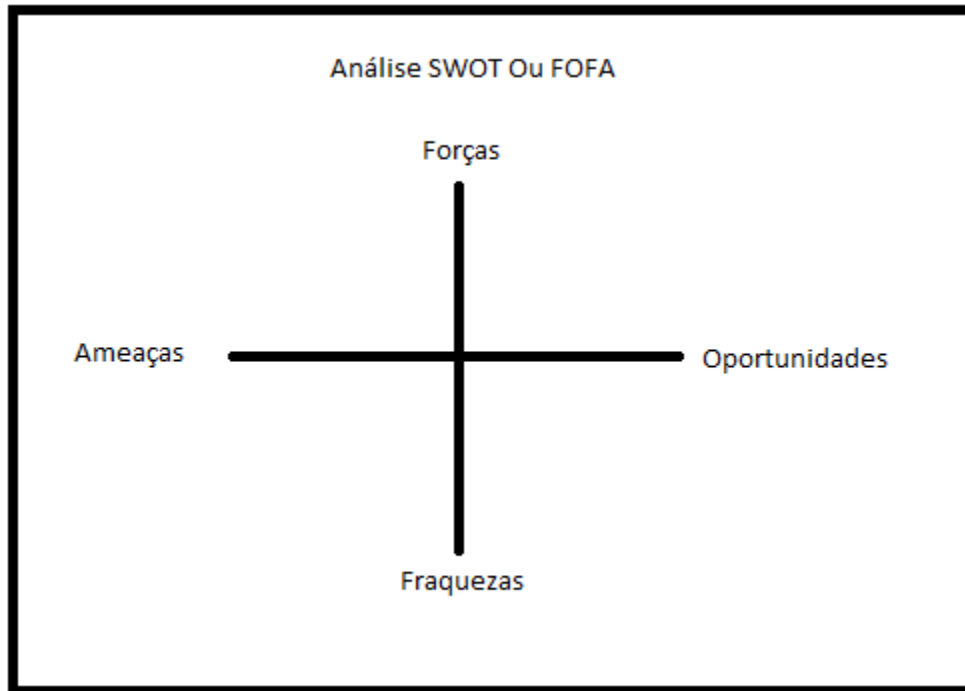 Análise SWOT Ou FOFA
Forças
Ameaças
Oportunidades
Fraquezas